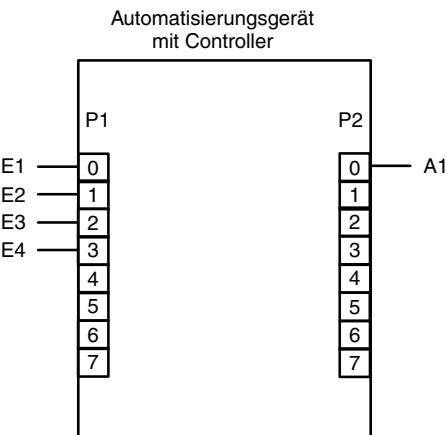 Automatisierungsgerät
mit Controller
P1 P2
E1 0 0 A1
E2 1 1
E3 2 2
E4 3 3
4 4
5 5
6 6
7 7